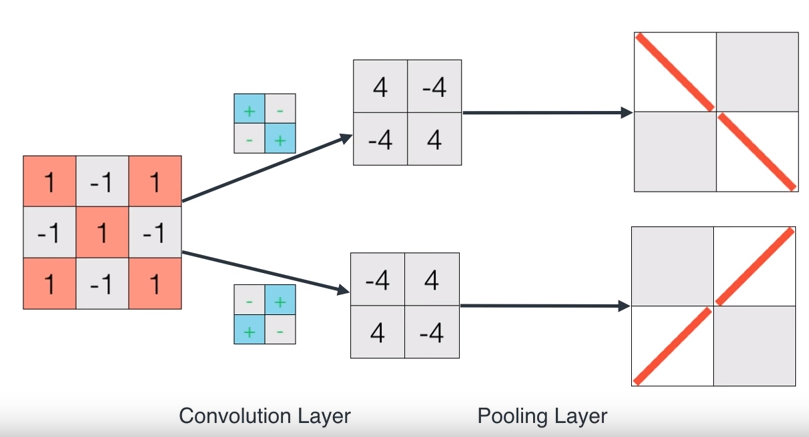 1 -1 1
-1 1 -1
1 -1 1
+ -
- +
4 -4
-4 4
- +
+ -
-4 4
4 -4
Convolution Layer
Pooling Layer